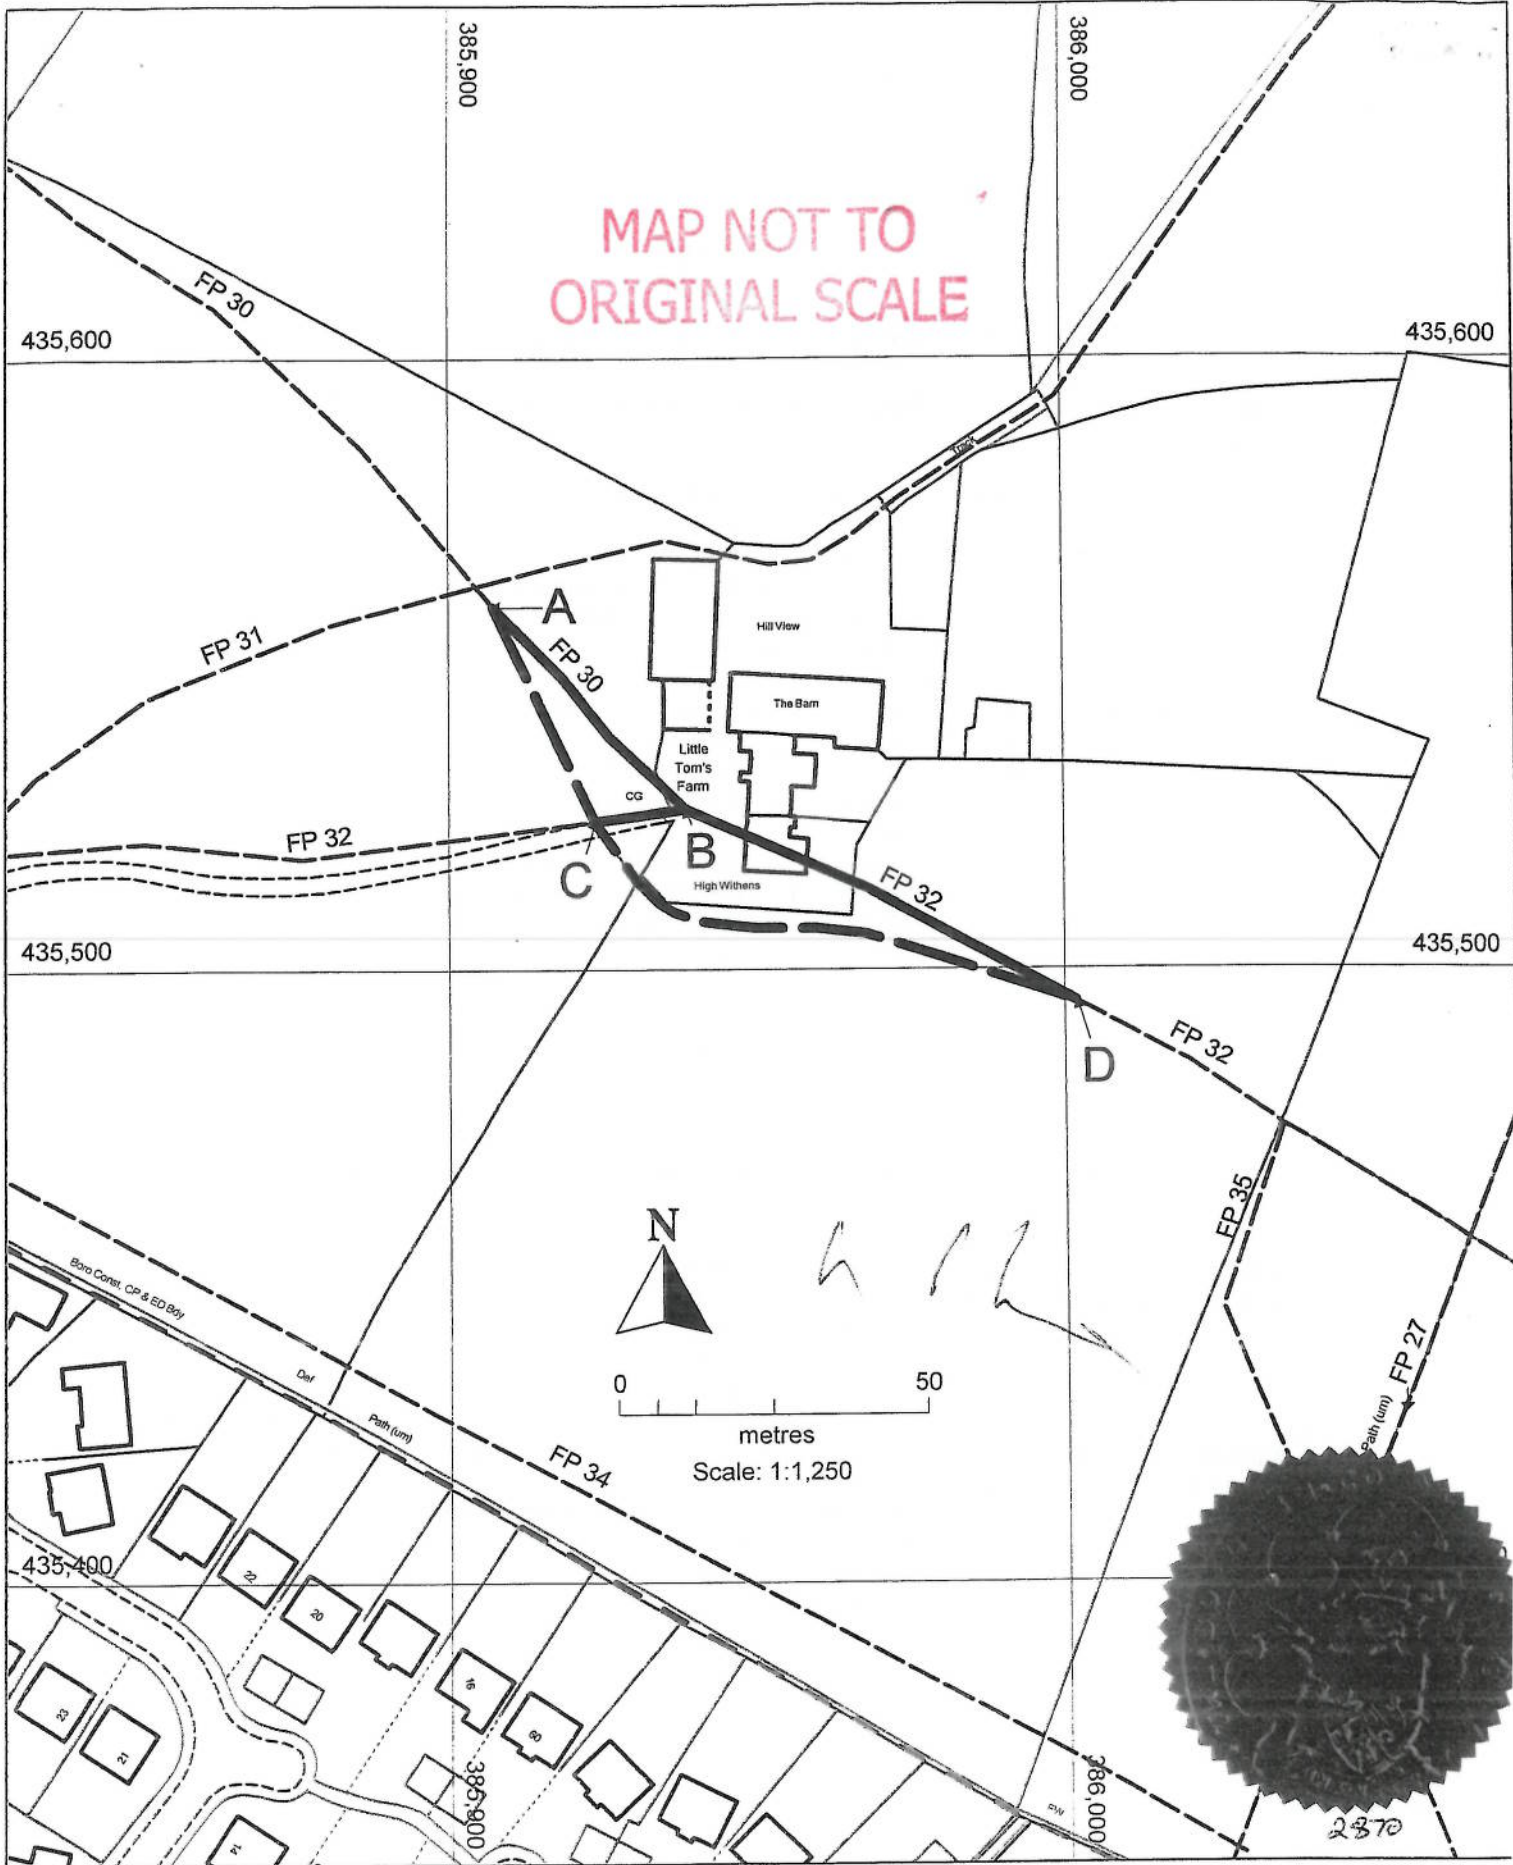 385,900
386,000
MAP NOT TO
ORIGINAL SCALE
FP 30
435,600
435,600
Track
A
Hill View
FP 31
FP 30
The Barn
Little
Tom's
Farm
CG
FP 32
B
C
FP 32
High Withens
435,500
435,500
FP 32
D
FP 35
N
Boro Const, CP & ED Bdy
Def
Path (um)
0 50
metres
Scale: 1:1,250
FP 27
Path (um)
FP 34
435,400
22
20
16
60
23
21
14
385,900
386,000
FW
2870